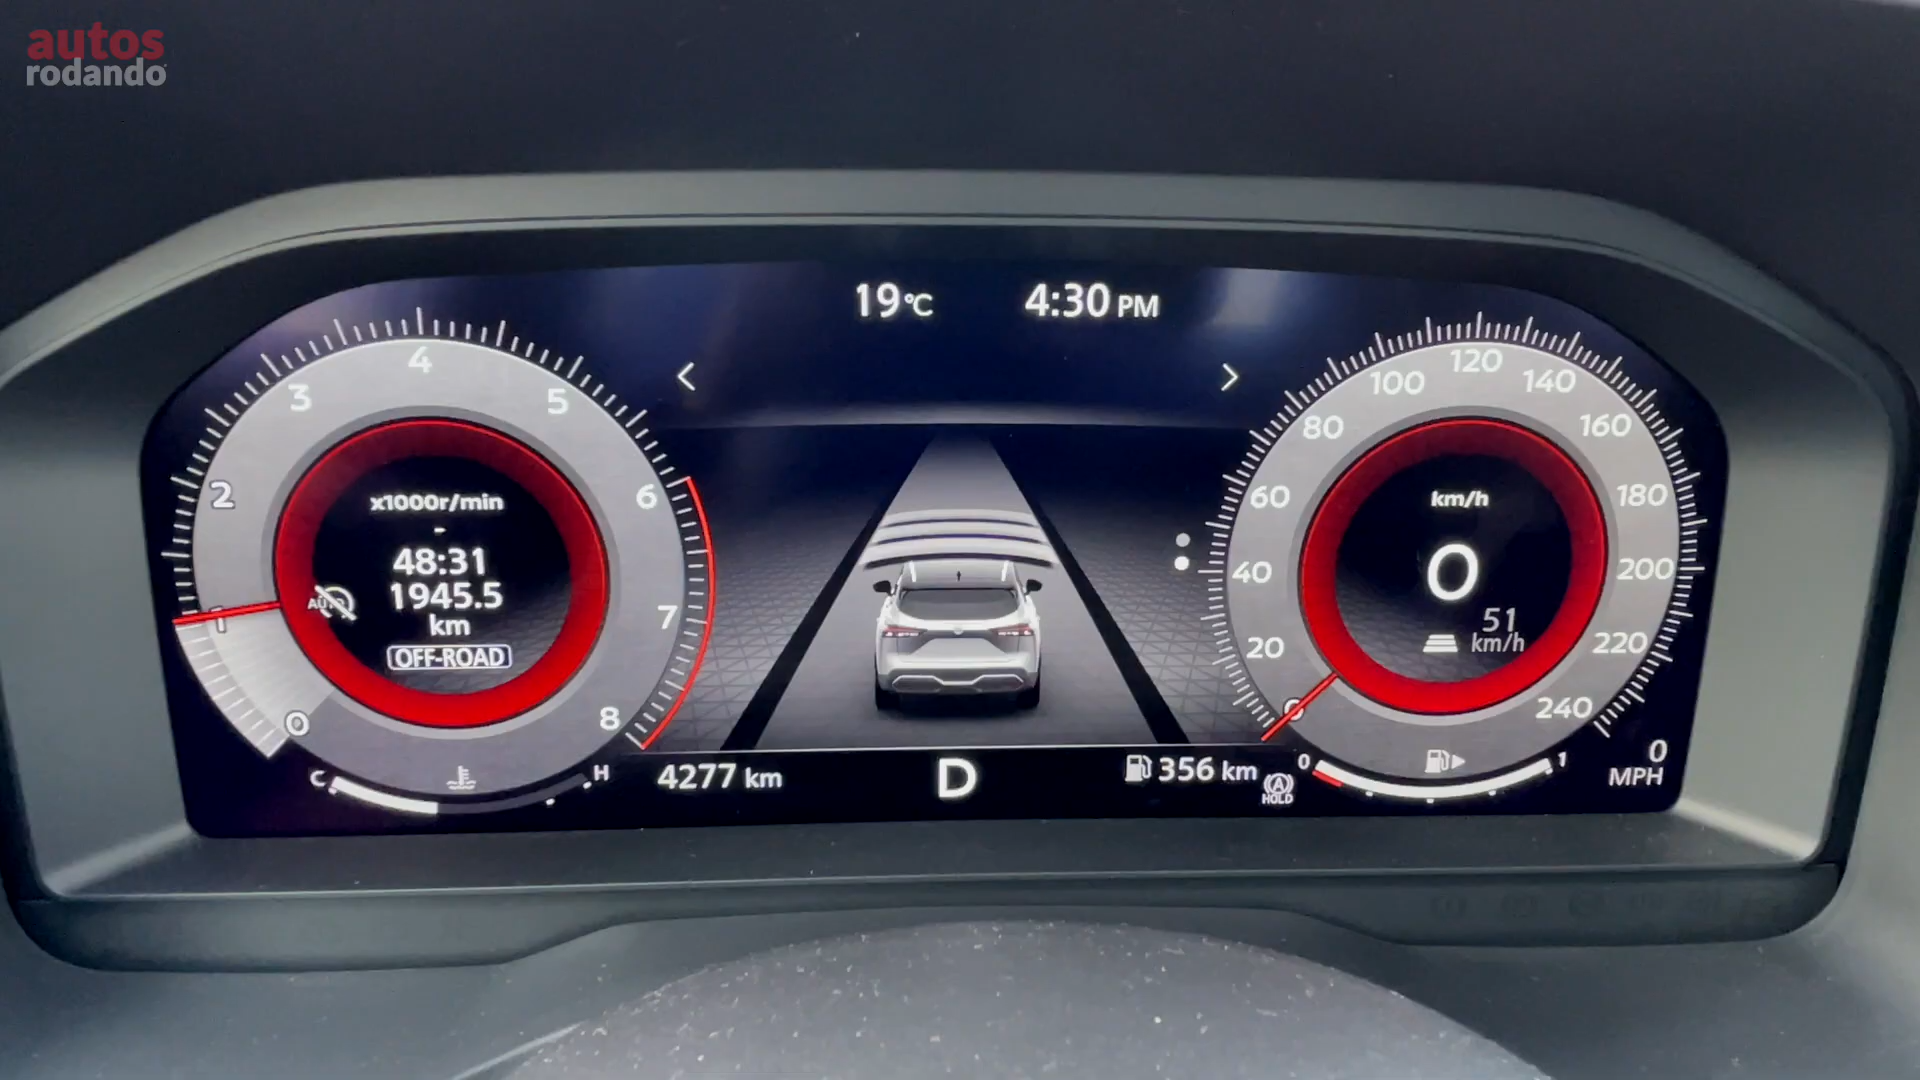 autos
rodando
19°C
4:30 PM
0
1
2
3
4
5
6
7
8
x1000r/min
-
48:31
1945.5
km
OFF-ROAD
AUTO
C
H
4277 km
D
356 km
A
HOLD
0
20
40
60
80
100
120
140
160
180
200
220
240
km/h
0
51
km/h
0
1
0
MPH